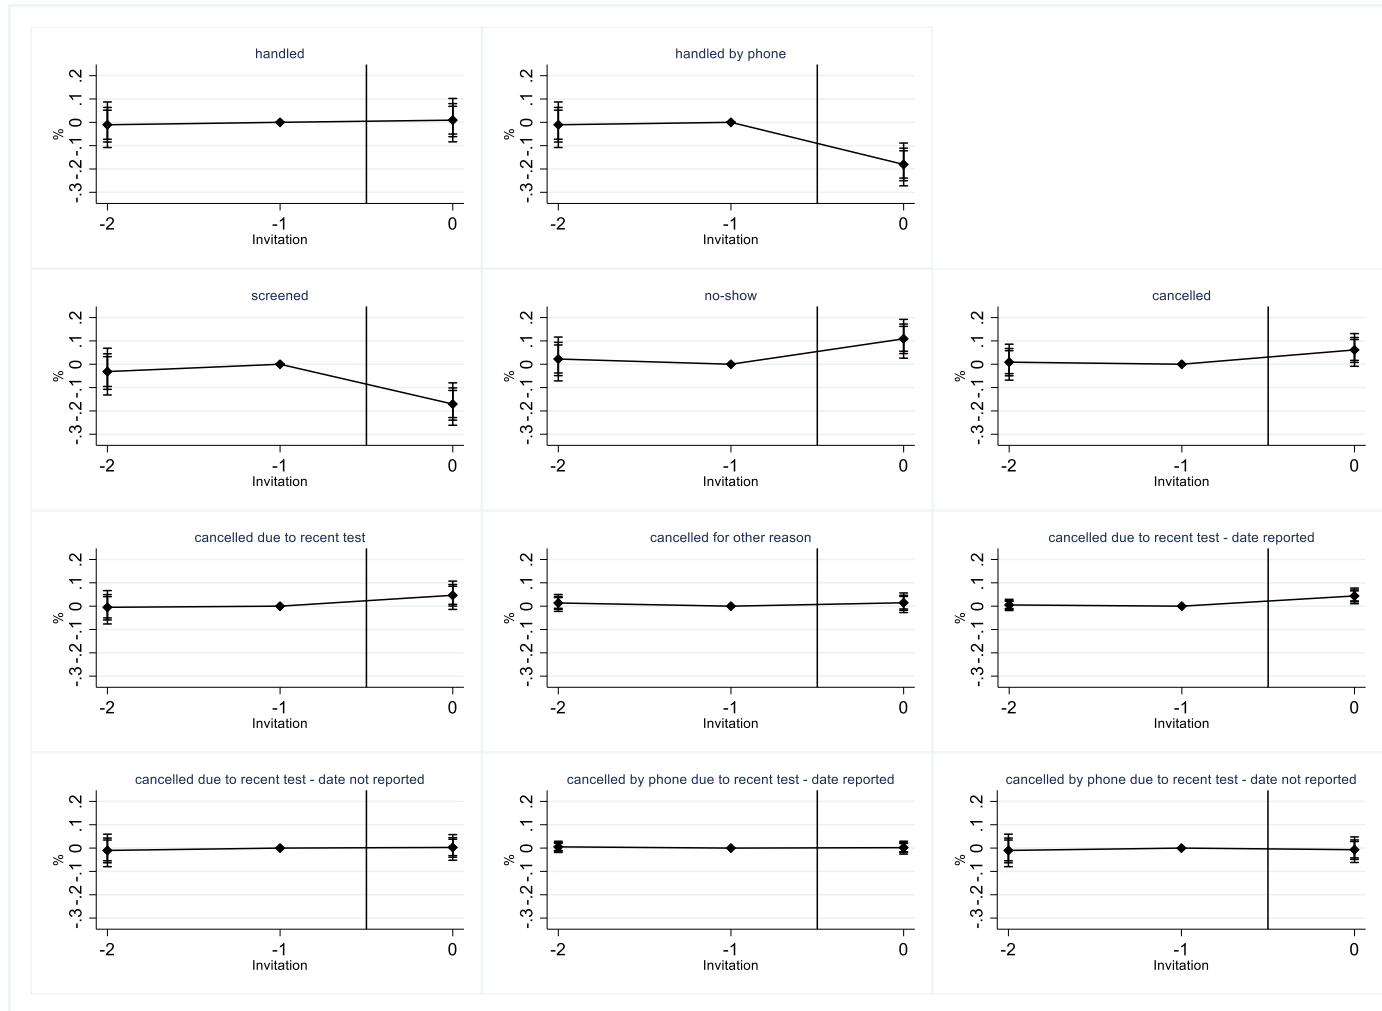 handled
.2
.1
0
-.1
-.2
-.3
%
-2 -1 0
Invitation
handled by phone
.2
.1
0
-.1
-.2
-.3
%
-2 -1 0
Invitation
screened
.2
.1
0
-.1
-.2
-.3
%
-2 -1 0
Invitation
no-show
.2
.1
0
-.1
-.2
-.3
%
-2 -1 0
Invitation
cancelled
.2
.1
0
-.1
-.2
-.3
%
-2 -1 0
Invitation
cancelled due to recent test
.2
.1
0
-.1
-.2
-.3
%
-2 -1 0
Invitation
cancelled for other reason
.2
.1
0
-.1
-.2
-.3
%
-2 -1 0
Invitation
cancelled due to recent test - date reported
.2
.1
0
-.1
-.2
-.3
%
-2 -1 0
Invitation
cancelled due to recent test - date not reported
.2
.1
0
-.1
-.2
-.3
%
-2 -1 0
Invitation
cancelled by phone due to recent test - date reported
.2
.1
0
-.1
-.2
-.3
%
-2 -1 0
Invitation
cancelled by phone due to recent test - date not reported
.2
.1
0
-.1
-.2
-.3
%
-2 -1 0
Invitation